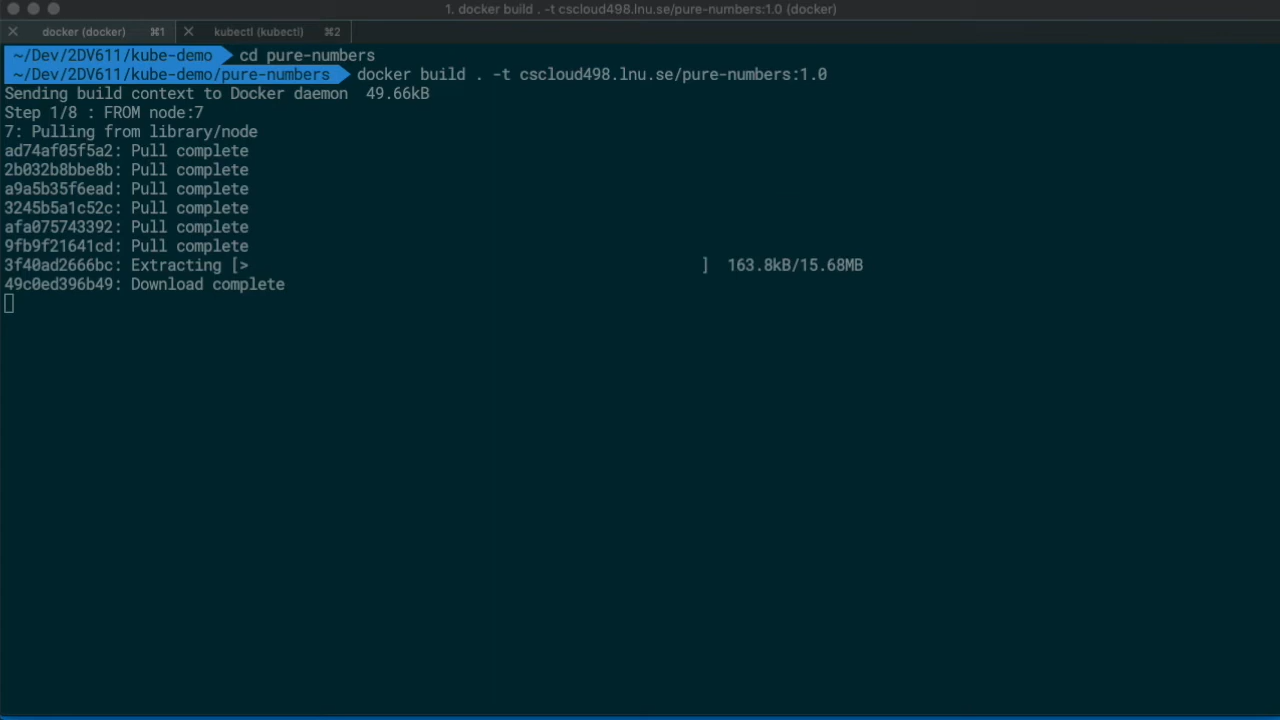 1. docker build . -t cscloud498.lnu.se/pure-numbers:1.0 (docker)
docker (docker) ⌘1 kubectl (kubectl) ⌘2
~/Dev/2DV611/kube-demo cd pure-numbers
~/Dev/2DV611/kube-demo/pure-numbers docker build . -t cscloud498.lnu.se/pure-numbers:1.0
Sending build context to Docker daemon  49.66kB
Step 1/8 : FROM node:7
7: Pulling from library/node
ad74af05f5a2: Pull complete
2b032b8bbe8b: Pull complete
a9a5b35f6ead: Pull complete
3245b5a1c52c: Pull complete
afa075743392: Pull complete
9fb9f21641cd: Pull complete
3f40ad2666bc: Extracting [>                                                  ]  163.8kB/15.68MB
49c0ed396b49: Download complete